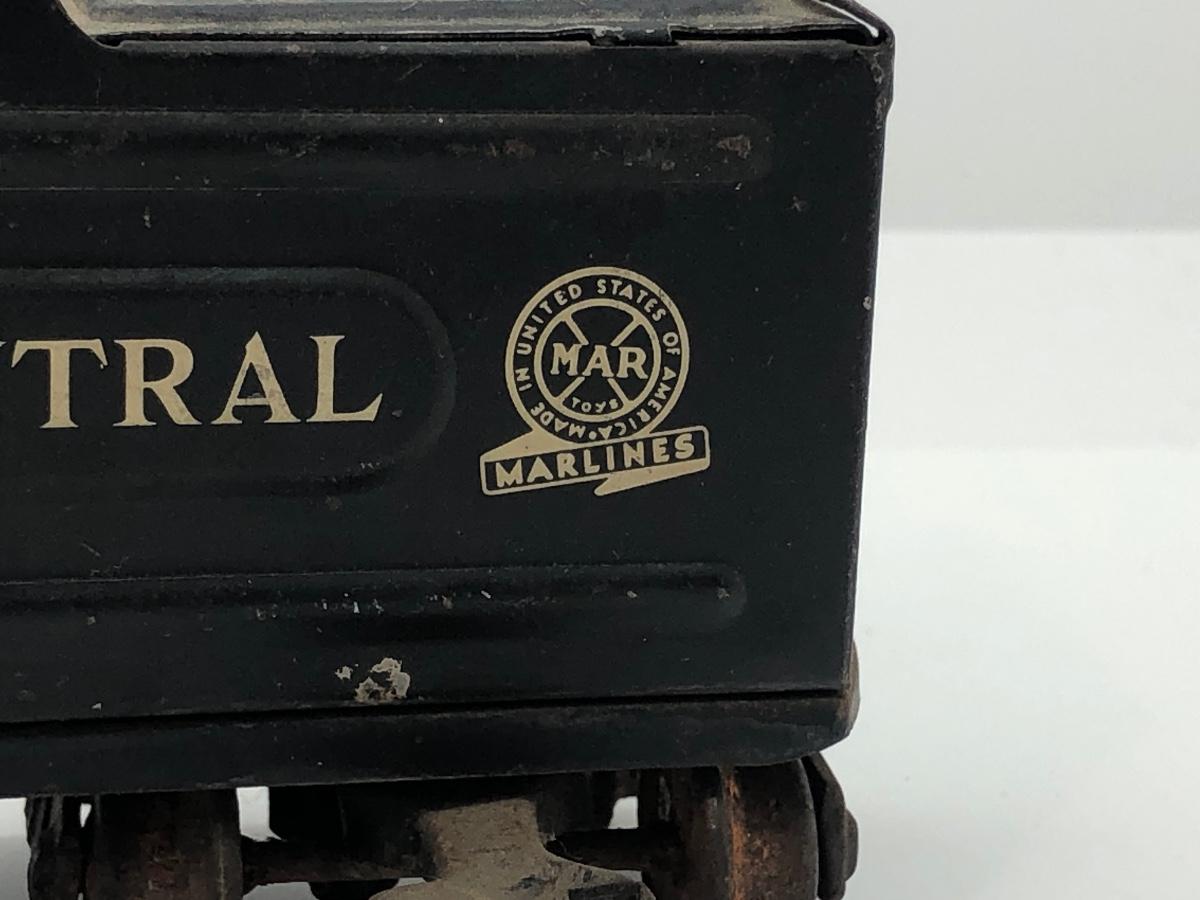 TRAL
MADE IN UNITED STATES OF AMERICA•
MAR
TOYS
MARLINES